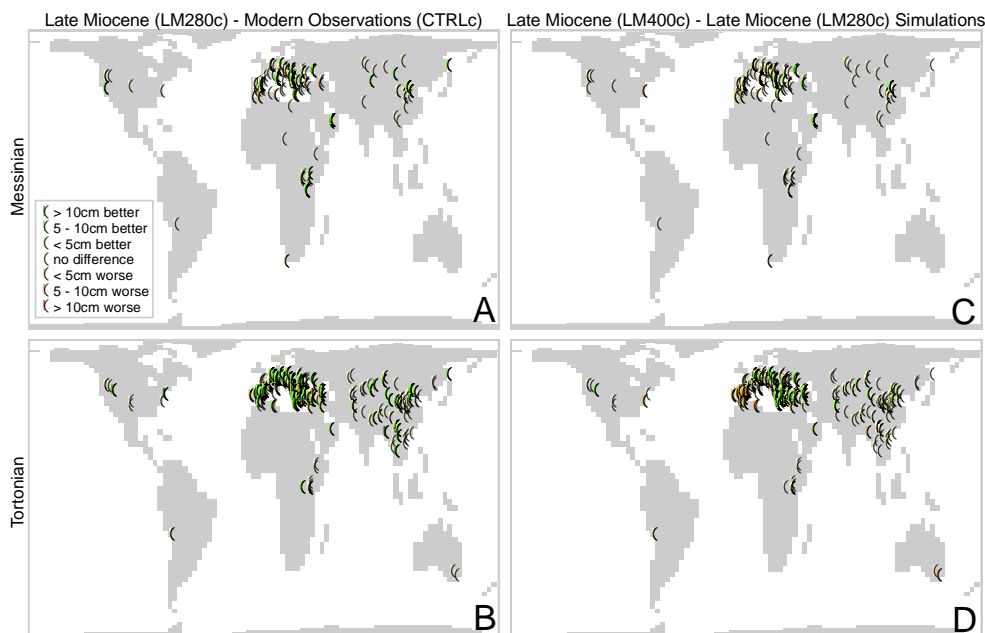 Late Miocene (LM280c) - Modern Observations (CTRLc)
Late Miocene (LM400c) - Late Miocene (LM280c) Simulations
Messinian
> 10cm better
5 - 10cm better
< 5cm better
no difference
< 5cm worse
5 - 10cm worse
> 10cm worse
A
C
Tortonian
B
D